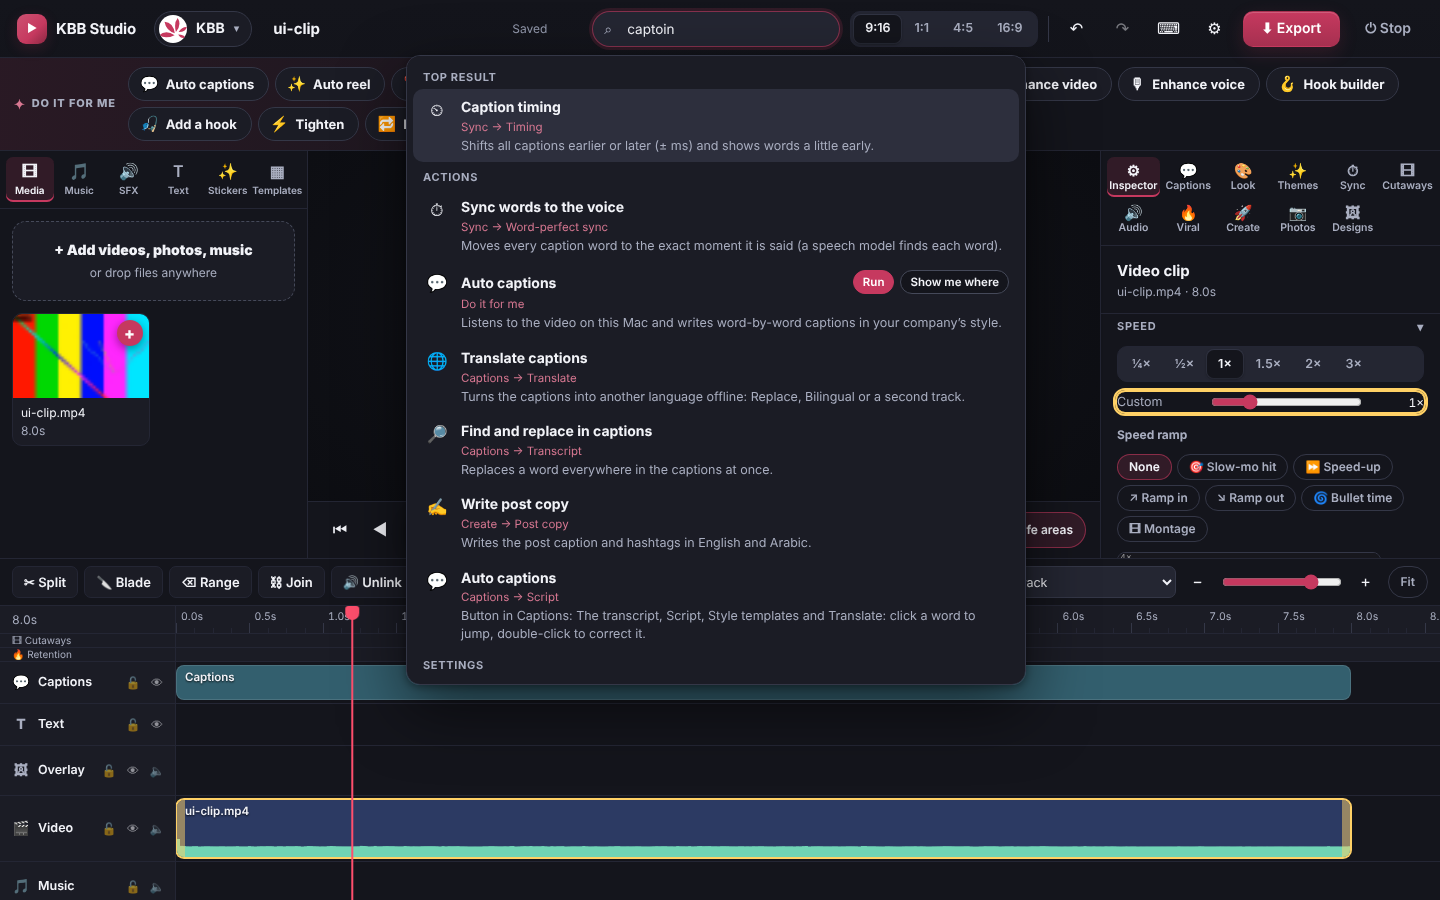 KBB Studio
KBB
ui-clip
Saved
captoin
9:16
1:1
4:5
16:9
Export
Stop
DO IT FOR ME
Auto captions
Auto reel
ance video
Enhance voice
Hook builder
Add a hook
Tighten
Media
Music
SFX
Text
Stickers
Templates
+ Add videos, photos, music
or drop files anywhere
ui-clip.mp4
8.0s
TOP RESULT
Caption timing
Sync → Timing
Shifts all captions earlier or later (± ms) and shows words a little early.
ACTIONS
Sync words to the voice
Sync → Word-perfect sync
Moves every caption word to the exact moment it is said (a speech model finds each word).
Auto captions
Run
Show me where
Do it for me
Listens to the video on this Mac and writes word-by-word captions in your company's style.
Translate captions
Captions → Translate
Turns the captions into another language offline: Replace, Bilingual or a second track.
Find and replace in captions
Captions → Transcript
Replaces a word everywhere in the captions at once.
Write post copy
Create → Post copy
Writes the post caption and hashtags in English and Arabic.
Auto captions
Captions → Script
Button in Captions: The transcript, Script, Style templates and Translate: click a word to
jump, double-click to correct it.
SETTINGS
Inspector
Captions
Look
Themes
Sync
Cutaways
Audio
Viral
Create
Photos
Designs
Video clip
ui-clip.mp4 · 8.0s
SPEED
¼×
½×
1×
1.5×
2×
3×
Custom
1×
Speed ramp
None
Slow-mo hit
Speed-up
Ramp in
Ramp out
Bullet time
Montage
4x
fe areas
Split
Blade
Range
Join
Unlink
ack
−
+
Fit
8.0s
0.0s
0.5s
1.0s
6.0s
6.5s
7.0s
7.5s
8.0s
8.
Cutaways
Retention
Captions
Captions
T Text
Overlay
Video
ui-clip.mp4
Music